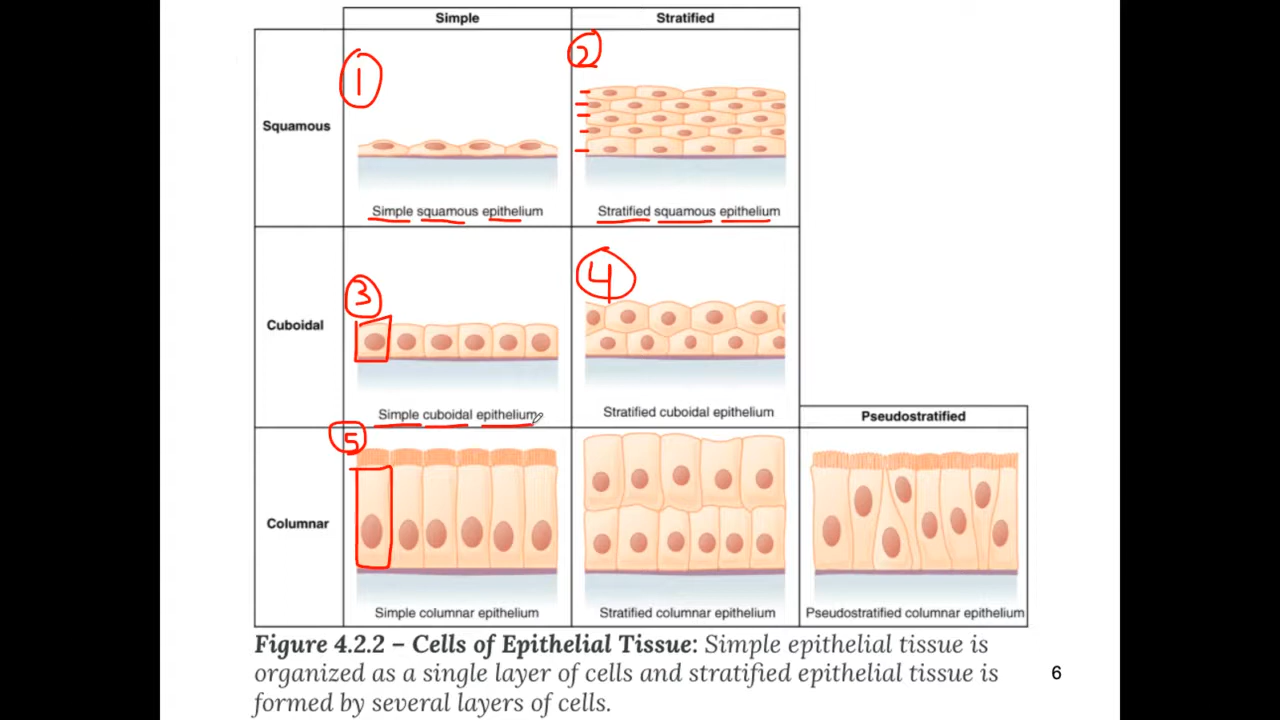 Simple
Stratified
1
2
Squamous
Simple squamous epithelium
Stratified squamous epithelium
3
4
Cuboidal
Simple cuboidal epithelium
Stratified cuboidal epithelium
Pseudostratified
5
Columnar
Simple columnar epithelium
Stratified columnar epithelium
Pseudostratified columnar epithelium
Figure 4.2.2 – Cells of Epithelial Tissue: Simple epithelial tissue is
organized as a single layer of cells and stratified epithelial tissue is
formed by several layers of cells.
6